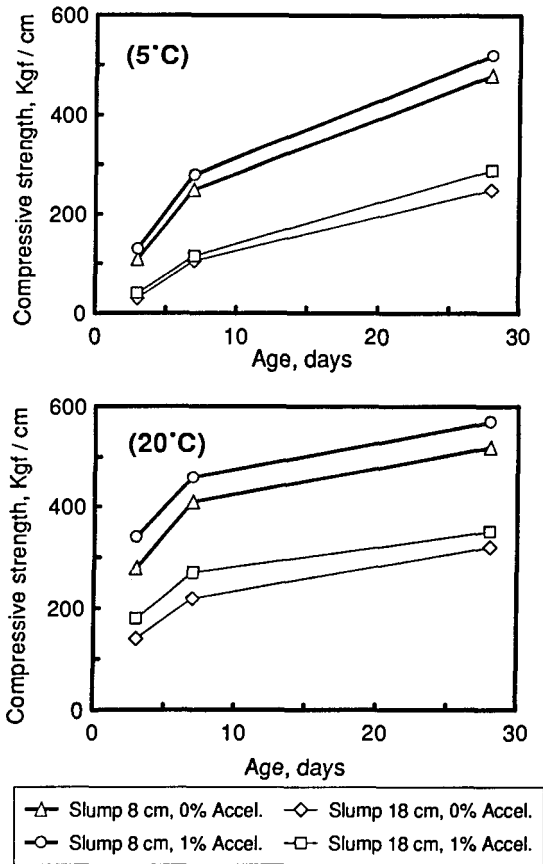 600
(5°C)
400
200
0
Compressive strength, Kgf / cm
0 10 20 30
Age, days
600
(20°C)
400
200
0
Compressive strength, Kgf / cm
0 10 20 30
Age, days
Slump 8 cm, 0% Accel. Slump 18 cm, 0% Accel.
Slump 8 cm, 1% Accel. Slump 18 cm, 1% Accel.